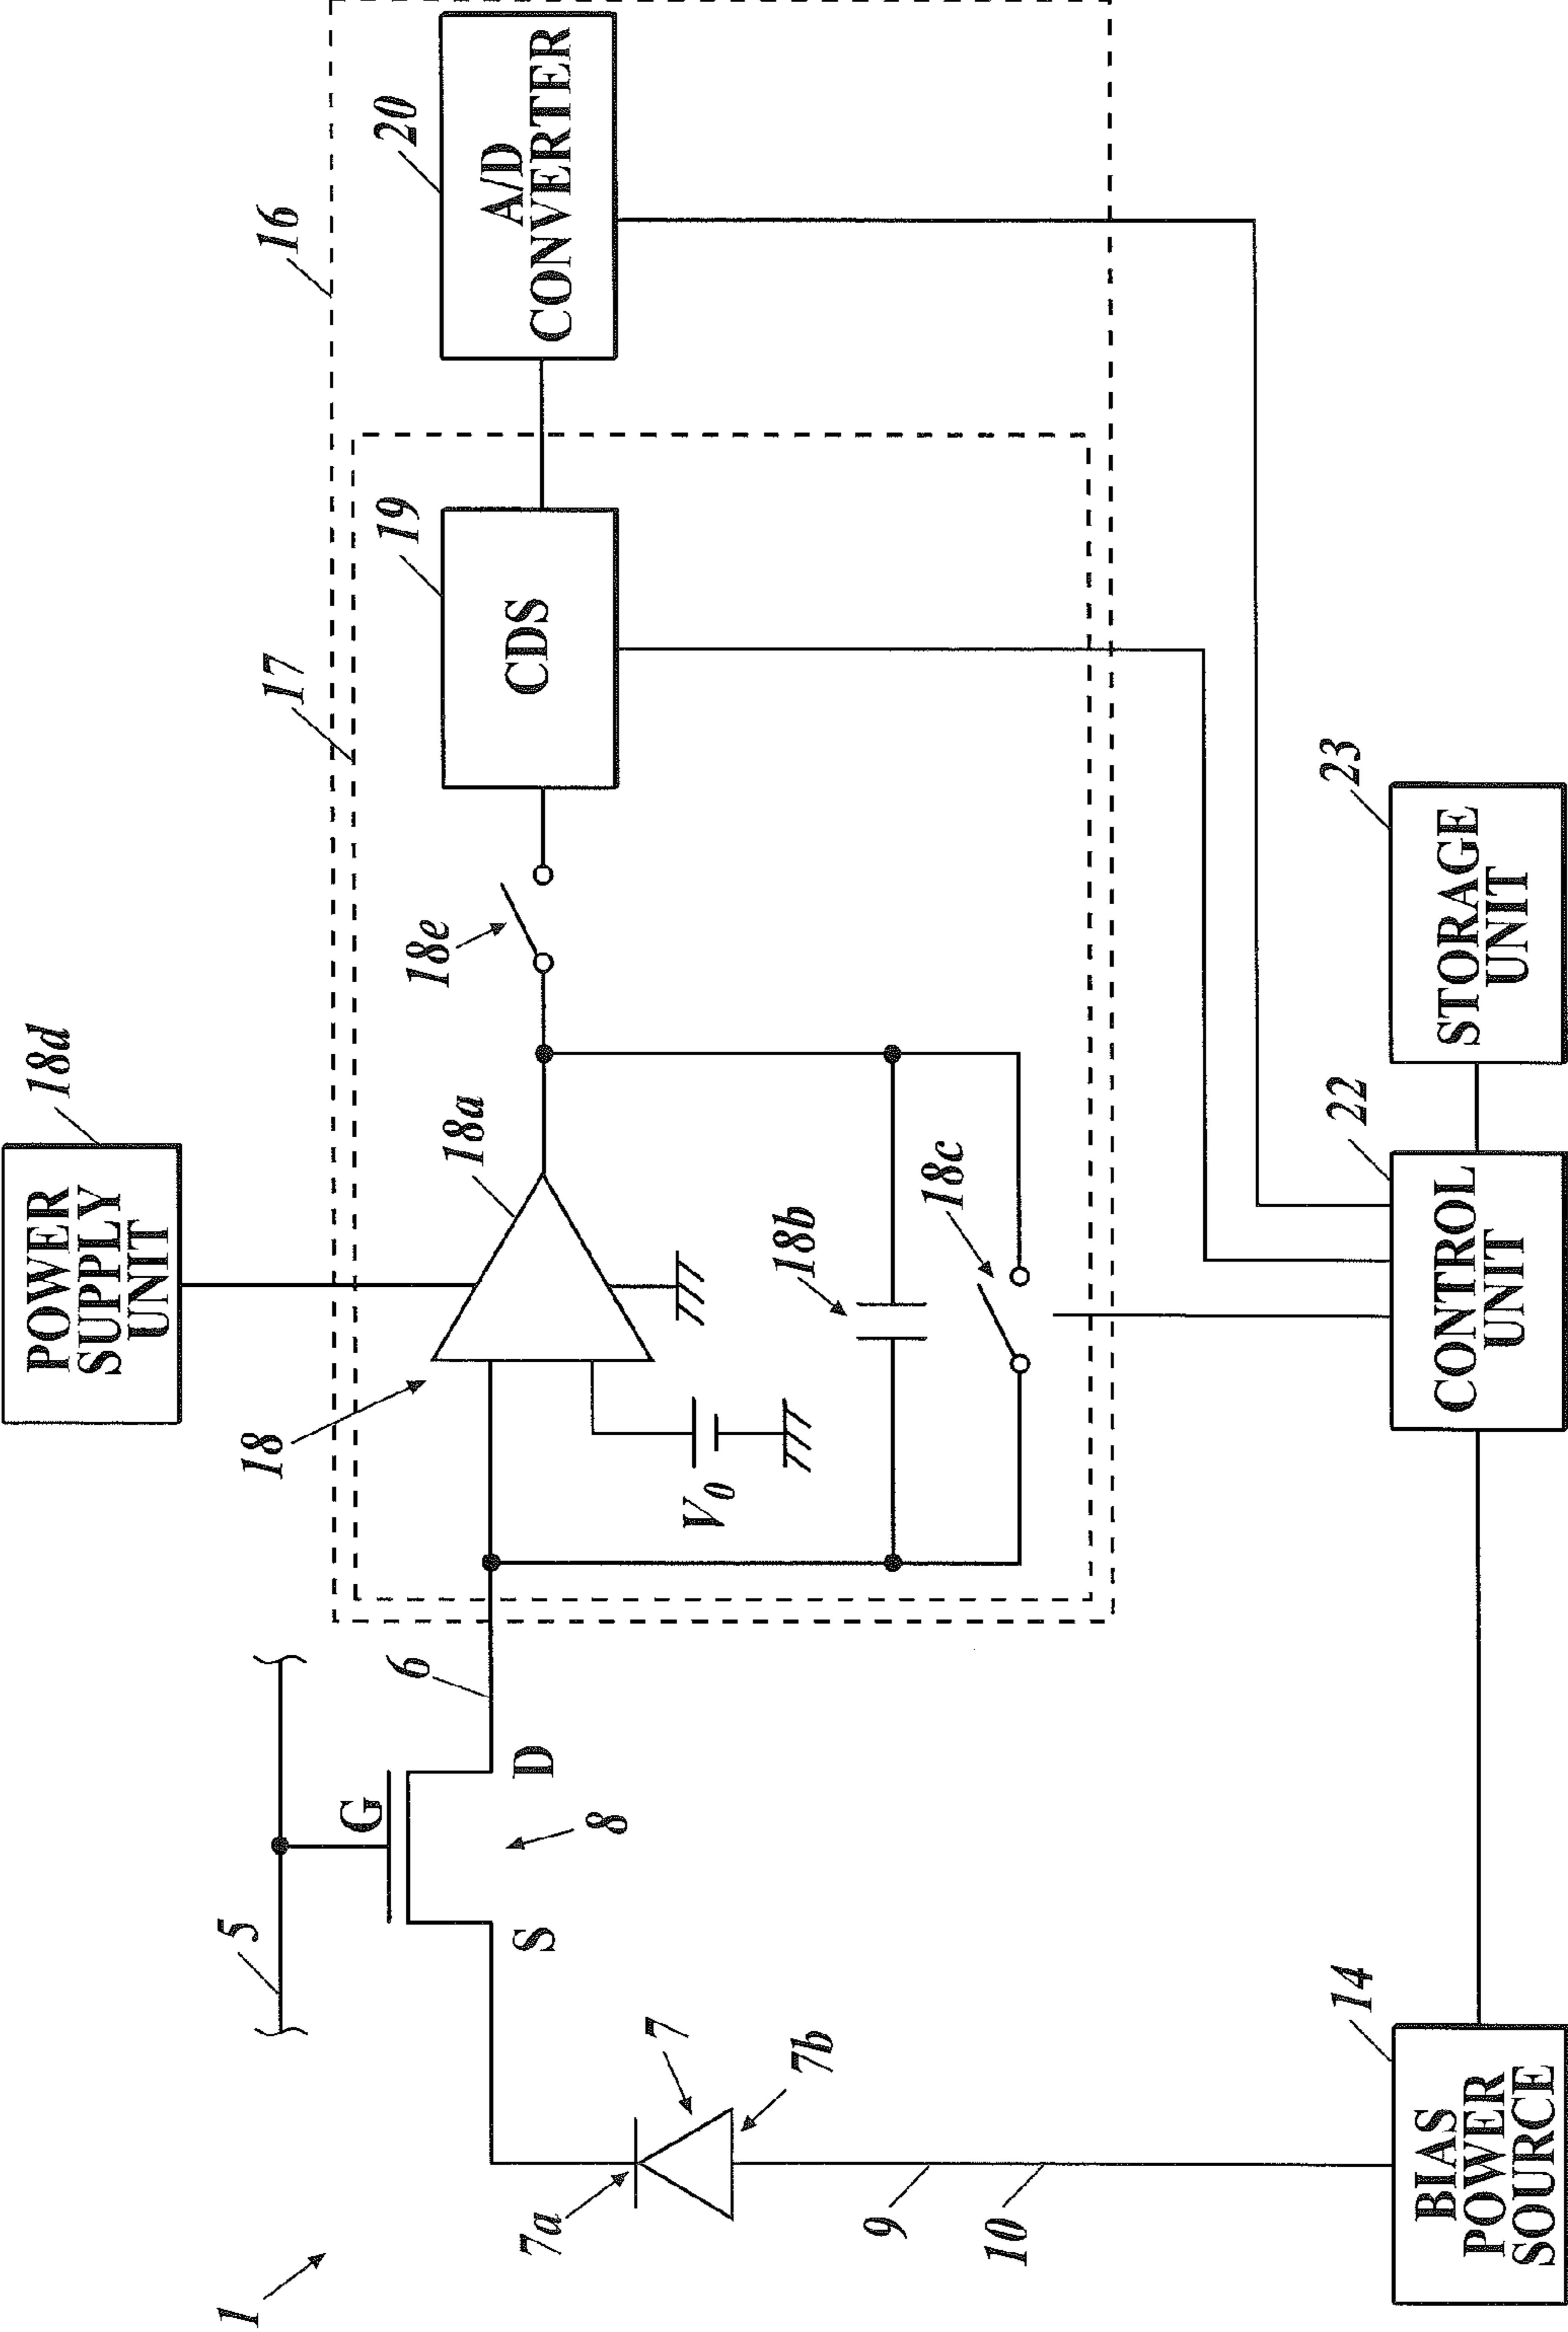 1
5
G
S
D
8
6
7
7a
7b
9
10
BIAS
POWER
SOURCE
14
POWER
SUPPLY
UNIT
18d
18
18a
V0
18b
18c
18e
17
CDS
19
16
A/D
CONVERTER
20
CONTROL
UNIT
22
STORAGE
UNIT
23